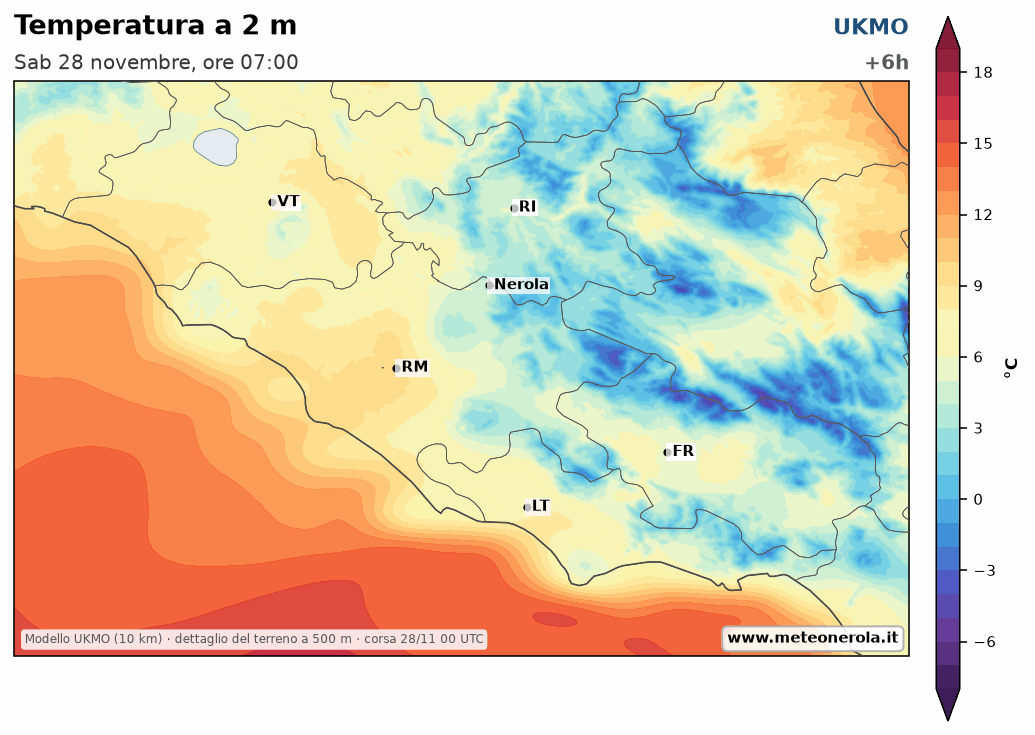 Temperatura a 2 m
UKMO
Sab 28 novembre, ore 07:00
+6h
VT
RI
Nerola
RM
FR
LT
18
15
12
9
6
3
0
−3
−6
°C
Modello UKMO (10 km) · dettaglio del terreno a 500 m · corsa 28/11 00 UTC
www.meteonerola.it